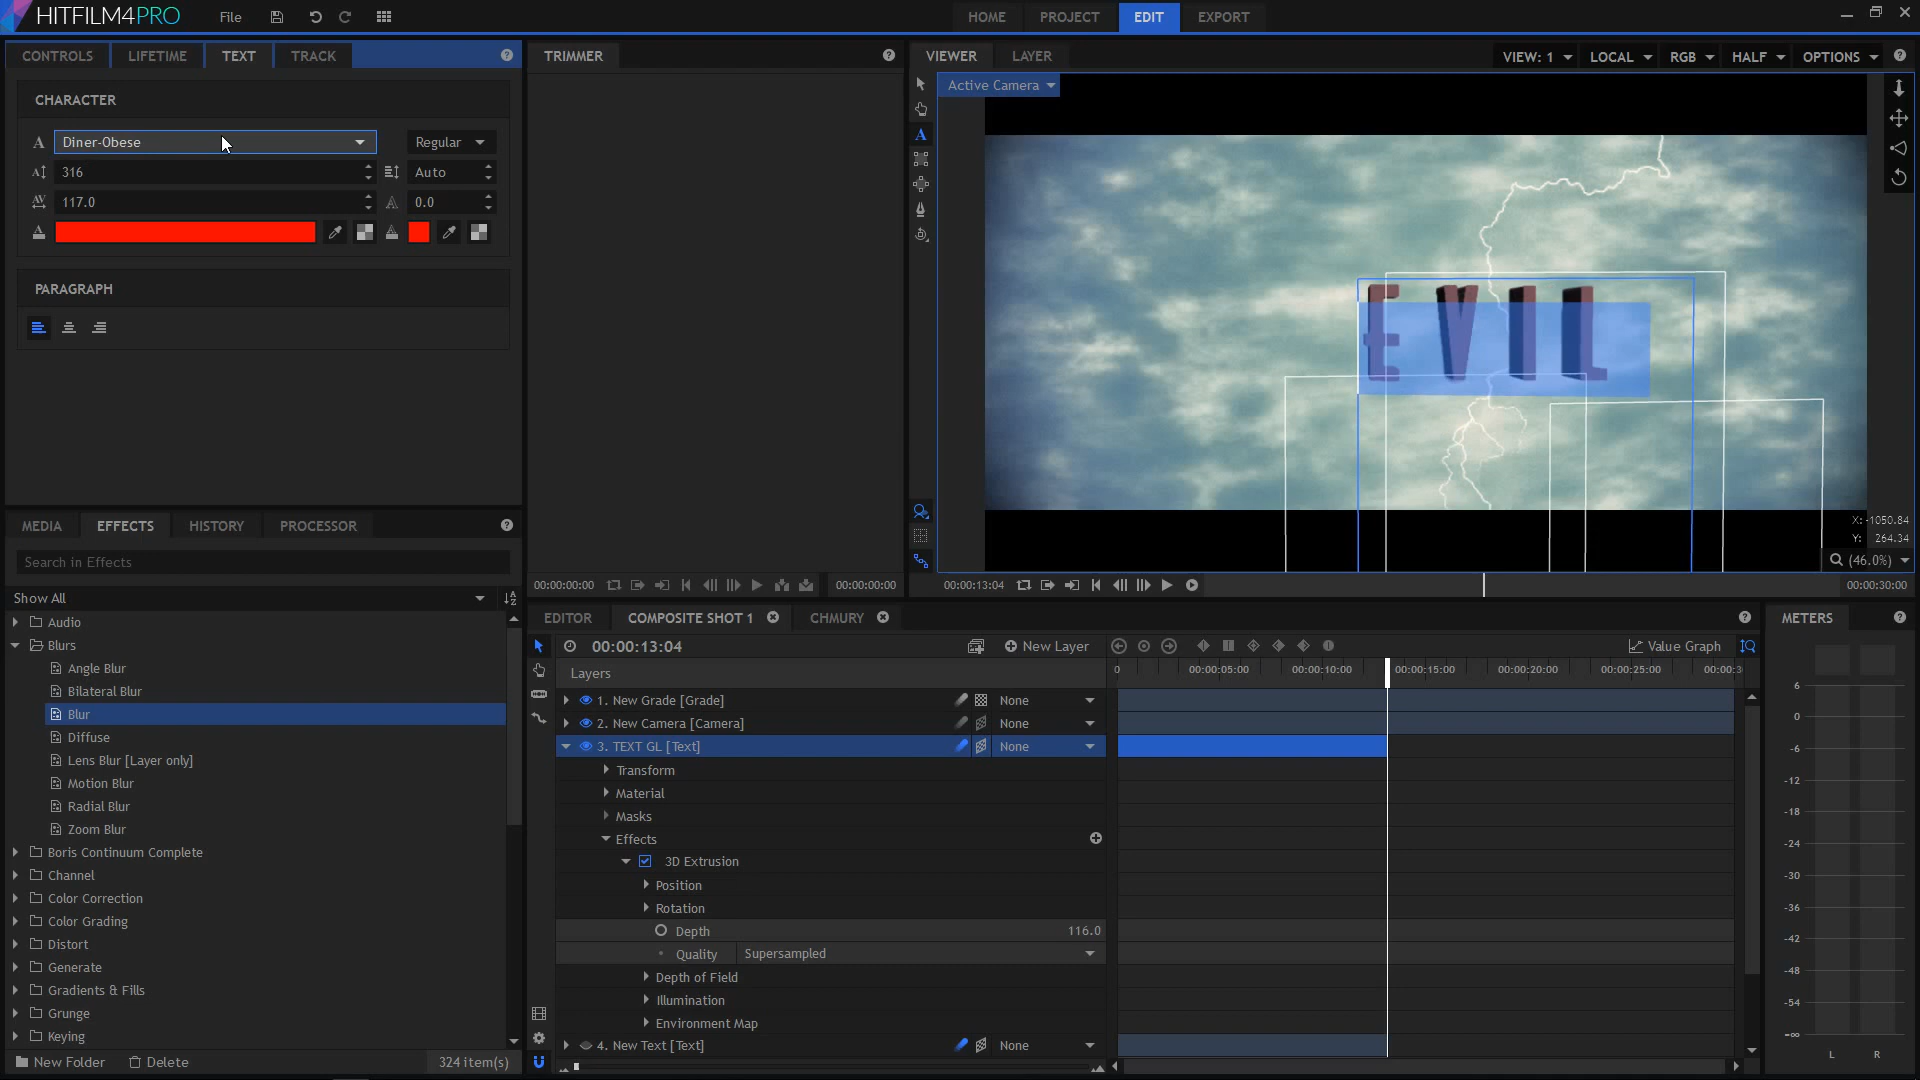 HITFILM4PRO
File
HOME
PROJECT
EDIT
EXPORT
CONTROLS
LIFETIME
TEXT
TRACK
TRIMMER
VIEWER
LAYER
VIEW: 1
LOCAL
RGB
HALF
OPTIONS
CHARACTER
Diner-Obese
Regular
316
Auto
117.0
0.0
PARAGRAPH
Active Camera
EVIL
X: -1050.84
Y: 264.34
(46.0%)
MEDIA
EFFECTS
HISTORY
PROCESSOR
Search in Effects
Show All
Audio
Blurs
Angle Blur
Bilateral Blur
Blur
Diffuse
Lens Blur [Layer only]
Motion Blur
Radial Blur
Zoom Blur
Boris Continuum Complete
Channel
Color Correction
Color Grading
Distort
Generate
Gradients & Fills
Grunge
Keying
New Folder
Delete
324 item(s)
00:00:00:00
00:00:00:00
00:00:13:04
00:00:30:00
EDITOR
COMPOSITE SHOT 1
CHMURY
METERS
00:00:13:04
New Layer
Value Graph
Layers
0
00:00:05:00
00:00:10:00
00:00:15:00
00:00:20:00
00:00:25:00
00:00:3
1. New Grade [Grade]
None
2. New Camera [Camera]
None
3. TEXT GL [Text]
None
Transform
Material
Masks
Effects
3D Extrusion
Position
Rotation
Depth
116.0
Quality
Supersampled
Depth of Field
Illumination
Environment Map
4. New Text [Text]
None
6
0
-6
-12
-18
-24
-30
-36
-42
-48
-54
-∞
L
R